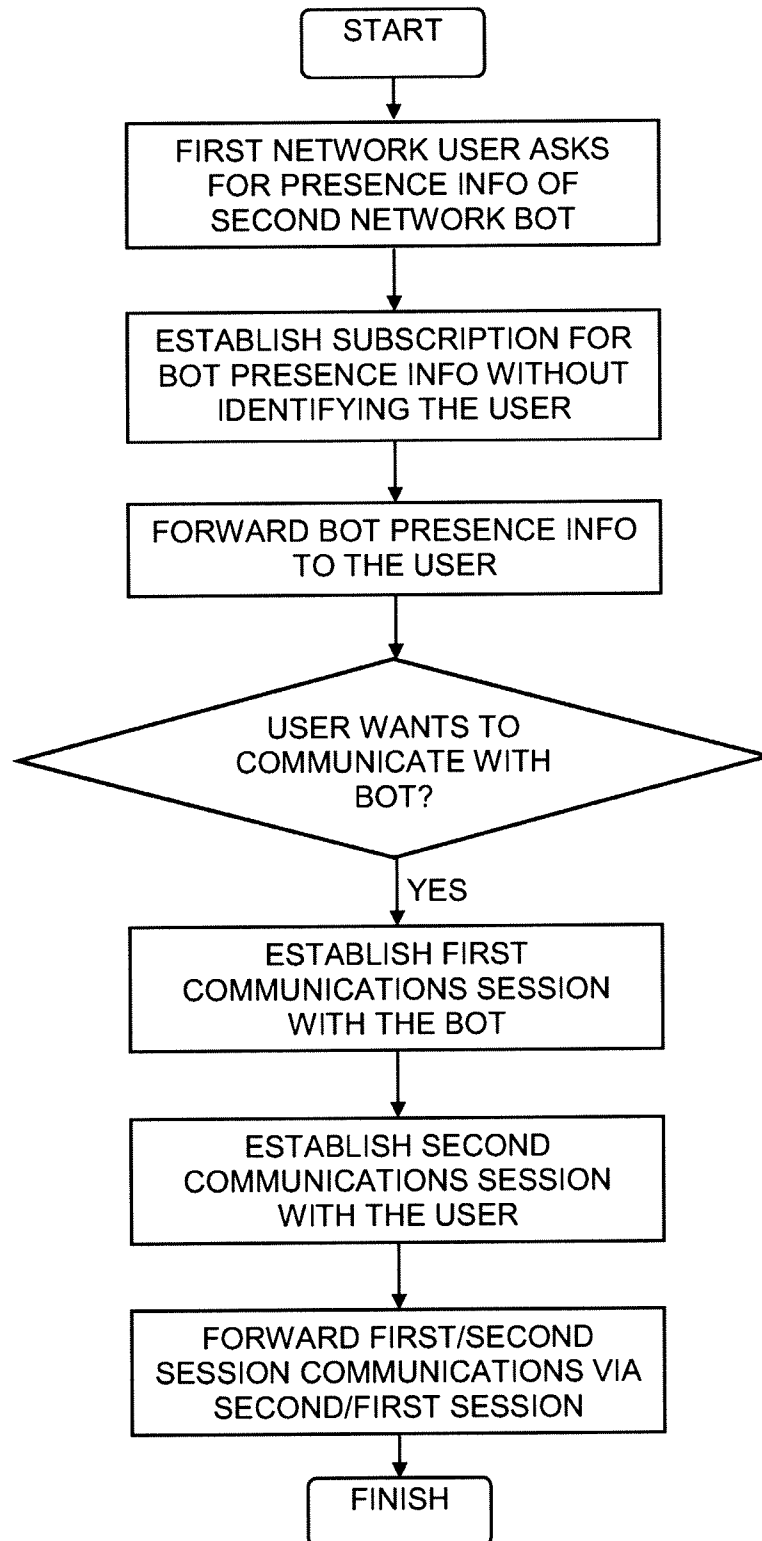 START
FIRST NETWORK USER ASKS
FOR PRESENCE INFO OF
SECOND NETWORK BOT
ESTABLISH SUBSCRIPTION FOR
BOT PRESENCE INFO WITHOUT
IDENTIFYING THE USER
FORWARD BOT PRESENCE INFO
TO THE USER
USER WANTS TO
COMMUNICATE WITH
BOT?
YES
ESTABLISH FIRST
COMMUNICATIONS SESSION
WITH THE BOT
ESTABLISH SECOND
COMMUNICATIONS SESSION
WITH THE USER
FORWARD FIRST/SECOND
SESSION COMMUNICATIONS VIA
SECOND/FIRST SESSION
FINISH